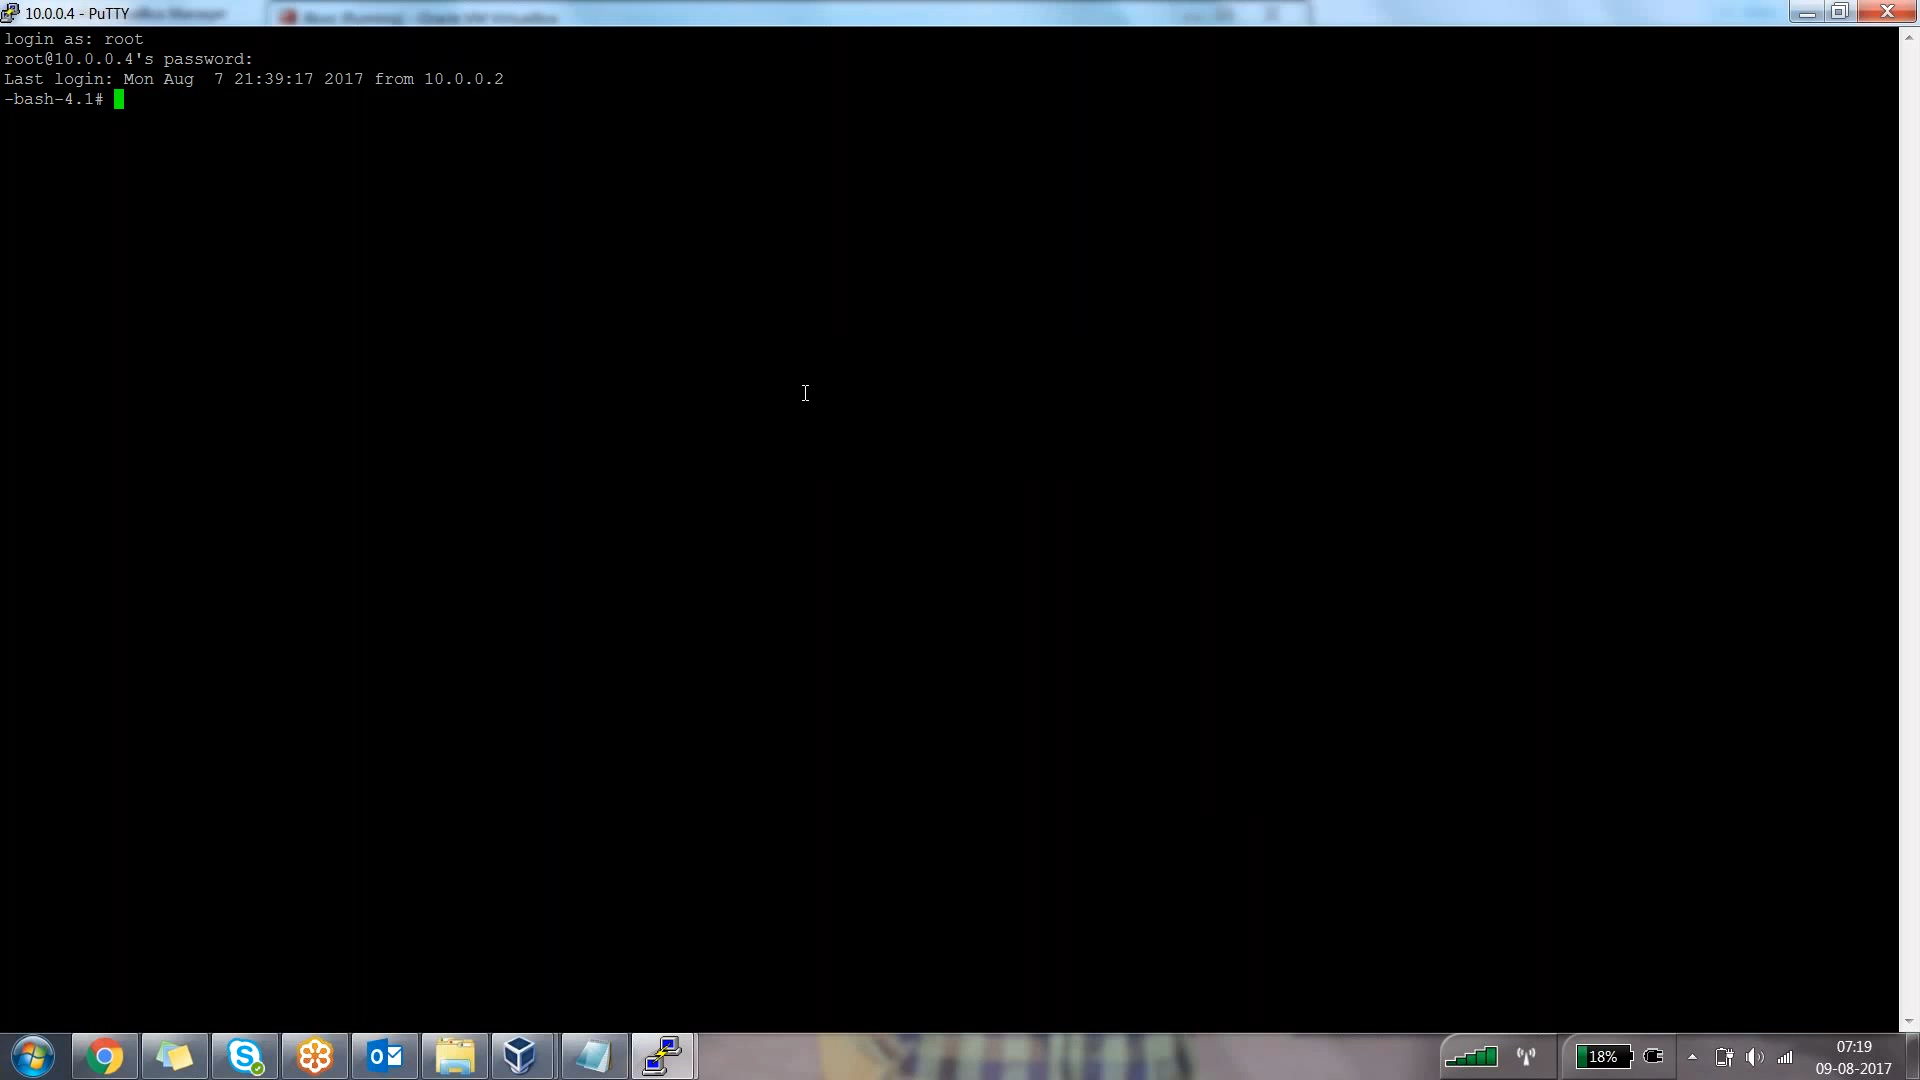 10.0.0.4 - PuTTY
login as: root
root@10.0.0.4's password:
Last login: Mon Aug  7 21:39:17 2017 from 10.0.0.2
-bash-4.1#
18%
07:19
09-08-2017